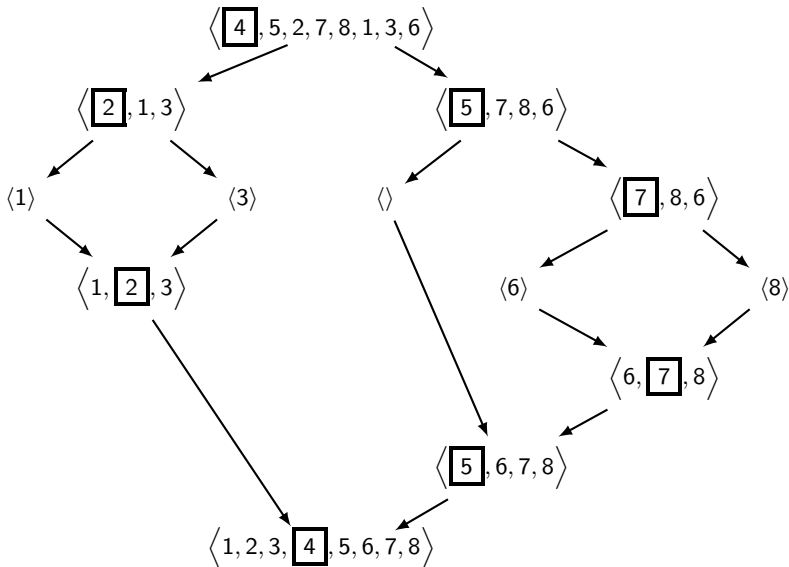 ⟨4, 5, 2, 7, 8, 1, 3, 6⟩
⟨2, 1, 3⟩
⟨5, 7, 8, 6⟩
⟨1⟩
⟨3⟩
⟨⟩
⟨7, 8, 6⟩
⟨1, 2, 3⟩
⟨6⟩
⟨8⟩
⟨6, 7, 8⟩
⟨5, 6, 7, 8⟩
⟨1, 2, 3, 4, 5, 6, 7, 8⟩